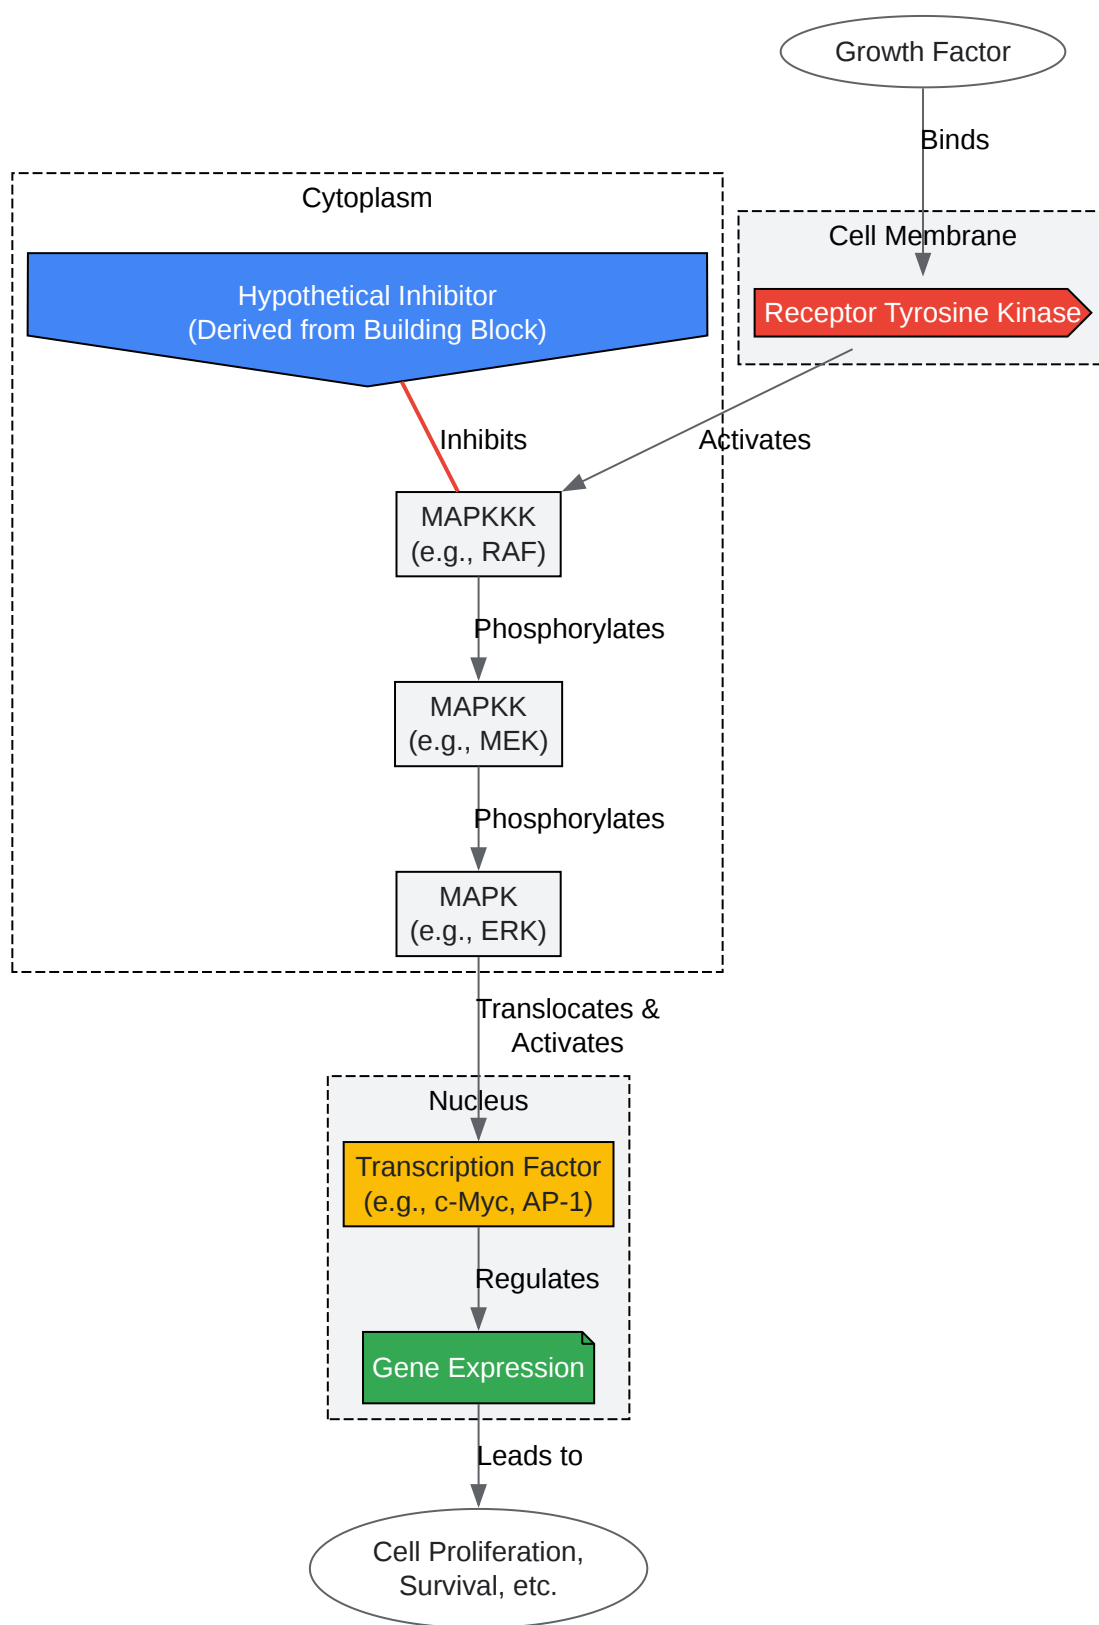 Growth Factor
Binds
Cytoplasm
Cell Membrane
Hypothetical Inhibitor
(Derived from Building Block)
Receptor Tyrosine Kinase
Inhibits
Activates
MAPKKK
(e.g., RAF)
Phosphorylates
MAPKK
(e.g., MEK)
Phosphorylates
MAPK
(e.g., ERK)
Translocates &
Activates
Nucleus
Transcription Factor
(e.g., c-Myc, AP-1)
Regulates
Gene Expression
Leads to
Cell Proliferation,
Survival, etc.